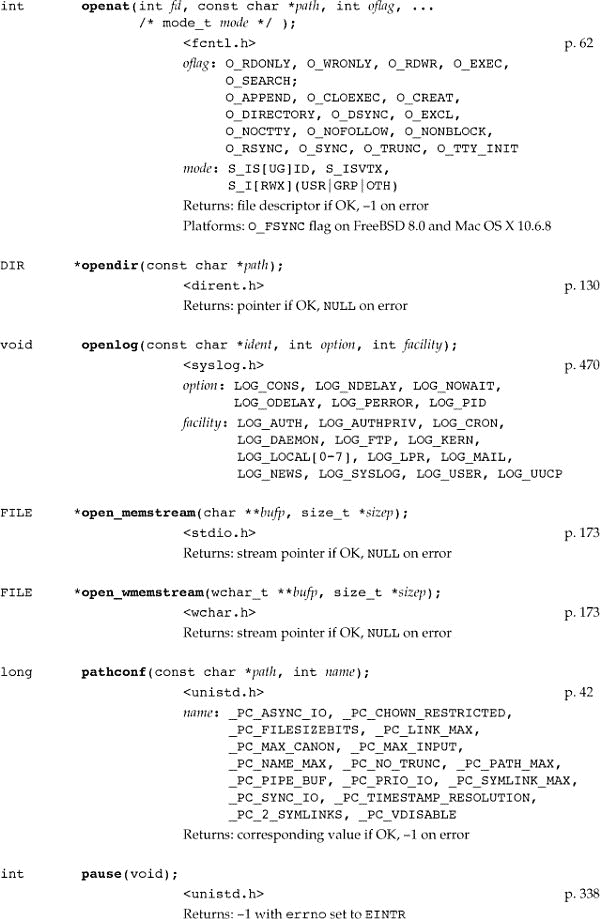 int openat(int fd, const char *path, int oflag, ...
/* mode_t mode */ );
<fcntl.h> p. 62
oflag: O_RDONLY, O_WRONLY, O_RDWR, O_EXEC,
O_SEARCH;
O_APPEND, O_CLOEXEC, O_CREAT,
O_DIRECTORY, O_DSYNC, O_EXCL,
O_NOCTTY, O_NOFOLLOW, O_NONBLOCK,
O_RSYNC, O_SYNC, O_TRUNC, O_TTY_INIT
mode: S_IS[UG]ID, S_ISVTX,
S_I[RWX](USR|GRP|OTH)
Returns: file descriptor if OK, –1 on error
Platforms: O_FSYNC flag on FreeBSD 8.0 and Mac OS X 10.6.8
DIR *opendir(const char *path);
<dirent.h> p. 130
Returns: pointer if OK, NULL on error
void openlog(const char *ident, int option, int facility);
<syslog.h> p. 470
option: LOG_CONS, LOG_NDELAY, LOG_NOWAIT,
LOG_ODELAY, LOG_PERROR, LOG_PID
facility: LOG_AUTH, LOG_AUTHPRIV, LOG_CRON,
LOG_DAEMON, LOG_FTP, LOG_KERN,
LOG_LOCAL[0-7], LOG_LPR, LOG_MAIL,
LOG_NEWS, LOG_SYSLOG, LOG_USER, LOG_UUCP
FILE *open_memstream(char **bufp, size_t *sizep);
<stdio.h> p. 173
Returns: stream pointer if OK, NULL on error
FILE *open_wmemstream(wchar_t **bufp, size_t *sizep);
<wchar.h> p. 173
Returns: stream pointer if OK, NULL on error
long pathconf(const char *path, int name);
<unistd.h> p. 42
name: _PC_ASYNC_IO, _PC_CHOWN_RESTRICTED,
_PC_FILESIZEBITS, _PC_LINK_MAX,
_PC_MAX_CANON, _PC_MAX_INPUT,
_PC_NAME_MAX, _PC_NO_TRUNC, _PC_PATH_MAX,
_PC_PIPE_BUF, _PC_PRIO_IO, _PC_SYMLINK_MAX,
_PC_SYNC_IO, _PC_TIMESTAMP_RESOLUTION,
_PC_2_SYMLINKS, _PC_VDISABLE
Returns: corresponding value if OK, –1 on error
int pause(void);
<unistd.h> p. 338
Returns: –1 with errno set to EINTR